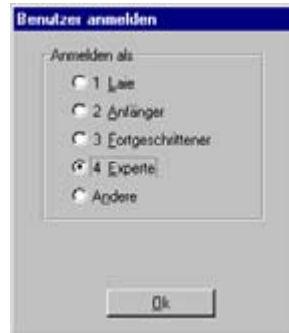 Benutzer anmelden
Anmelden als
1 Laie
2 Anfänger
3 Fortgeschrittener
4 Experte
Andere
Ok